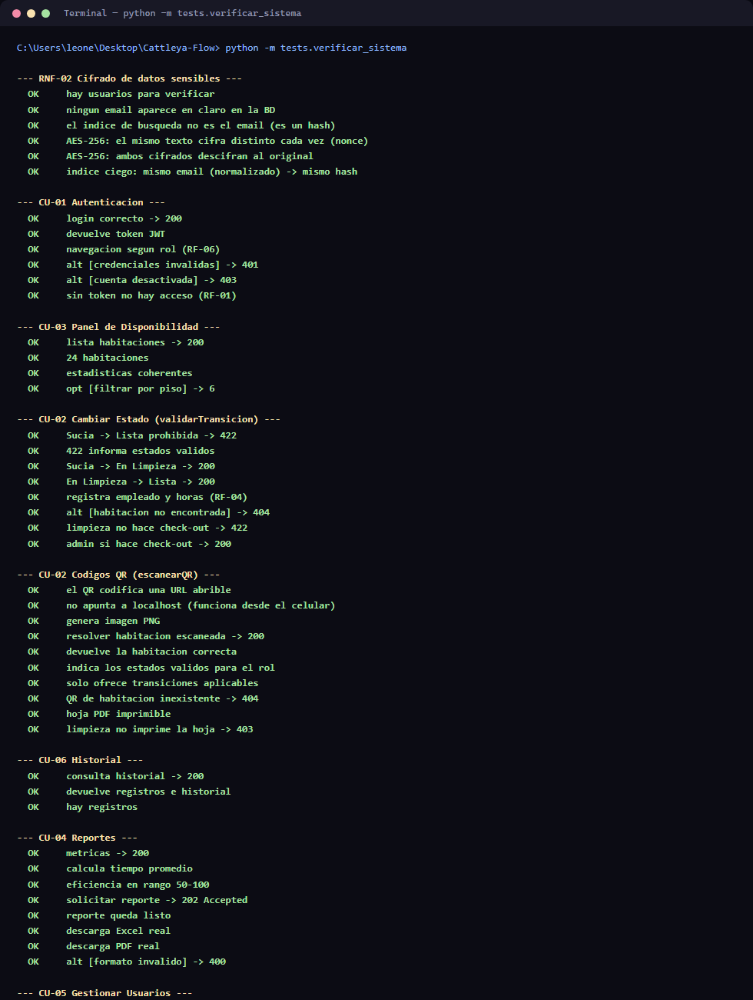 Terminal — python -m tests.verificar_sistema
C:\Users\leone\Desktop\Cattleya-Flow> python -m tests.verificar_sistema
--- RNF-02 Cifrado de datos sensibles ---
OK hay usuarios para verificar
OK ningun email aparece en claro en la BD
OK el indice de busqueda no es el email (es un hash)
OK AES-256: el mismo texto cifra distinto cada vez (nonce)
OK AES-256: ambos cifrados descifran al original
OK indice ciego: mismo email (normalizado) -> mismo hash
--- CU-01 Autenticacion ---
OK login correcto -> 200
OK devuelve token JWT
OK navegacion segun rol (RF-06)
OK alt [credenciales invalidas] -> 401
OK alt [cuenta desactivada] -> 403
OK sin token no hay acceso (RF-01)
--- CU-03 Panel de Disponibilidad ---
OK lista habitaciones -> 200
OK 24 habitaciones
OK estadisticas coherentes
OK opt [filtrar por piso] -> 6
--- CU-02 Cambiar Estado (validarTransicion) ---
OK Sucia -> Lista prohibida -> 422
OK 422 informa estados validos
OK Sucia -> En Limpieza -> 200
OK En Limpieza -> Lista -> 200
OK registra empleado y horas (RF-04)
OK alt [habitacion no encontrada] -> 404
OK limpieza no hace check-out -> 422
OK admin si hace check-out -> 200
--- CU-02 Codigos QR (escanearQR) ---
OK el QR codifica una URL abrible
OK no apunta a localhost (funciona desde el celular)
OK genera imagen PNG
OK resolver habitacion escaneada -> 200
OK devuelve la habitacion correcta
OK indica los estados validos para el rol
OK solo ofrece transiciones aplicables
OK QR de habitacion inexistente -> 404
OK hoja PDF imprimible
OK limpieza no imprime la hoja -> 403
--- CU-06 Historial ---
OK consulta historial -> 200
OK devuelve registros e historial
OK hay registros
--- CU-04 Reportes ---
OK metricas -> 200
OK calcula tiempo promedio
OK eficiencia en rango 50-100
OK solicitar reporte -> 202 Accepted
OK reporte queda listo
OK descarga Excel real
OK descarga PDF real
OK alt [formato invalido] -> 400
--- CU-05 Gestionar Usuarios ---